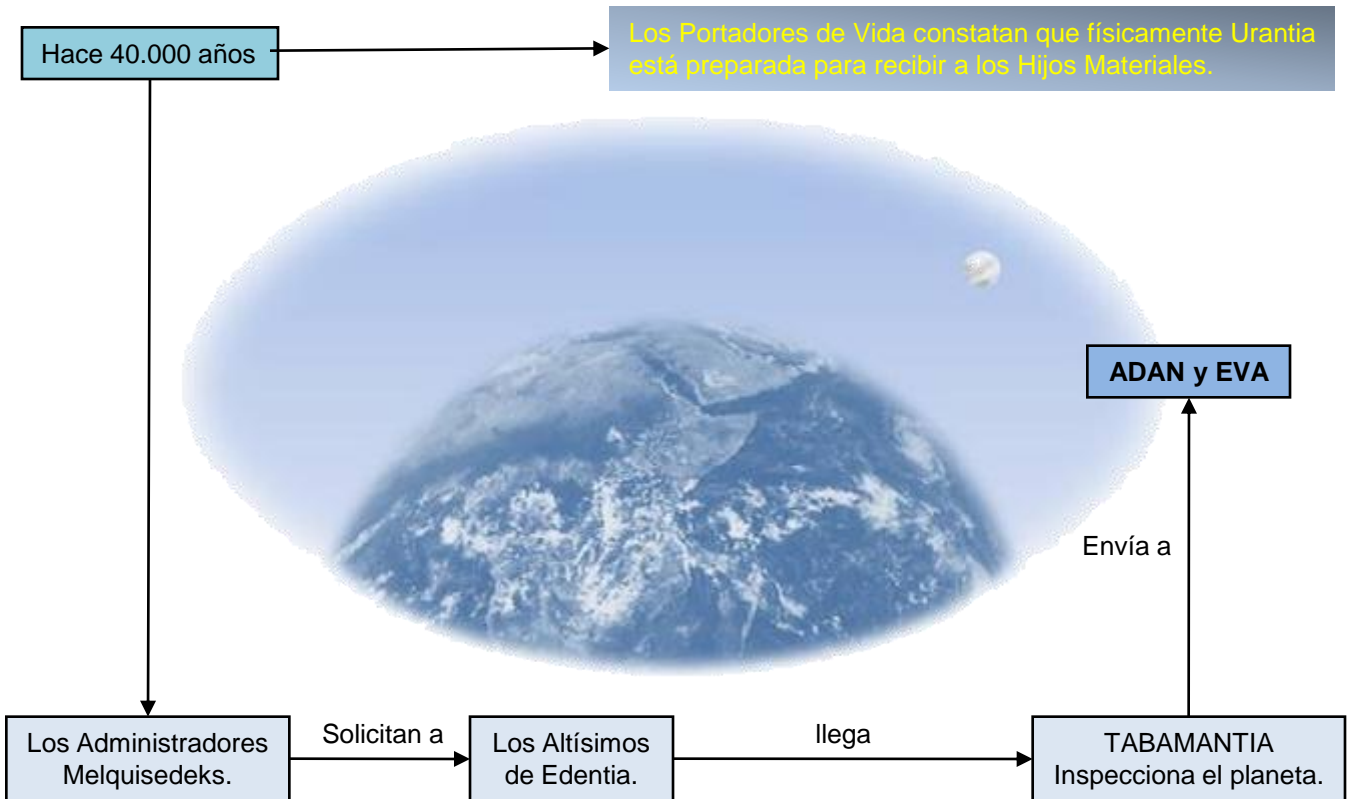 Hace 40.000 años
Los Portadores de Vida constatan que físicamente Urantia
está preparada para recibir a los Hijos Materiales.
ADAN y EVA
Envía a
Los Administradores
Melquisedeks.
Solicitan a
Los Altísimos
de Edentia.
llega
TABAMANTIA
Inspecciona el planeta.